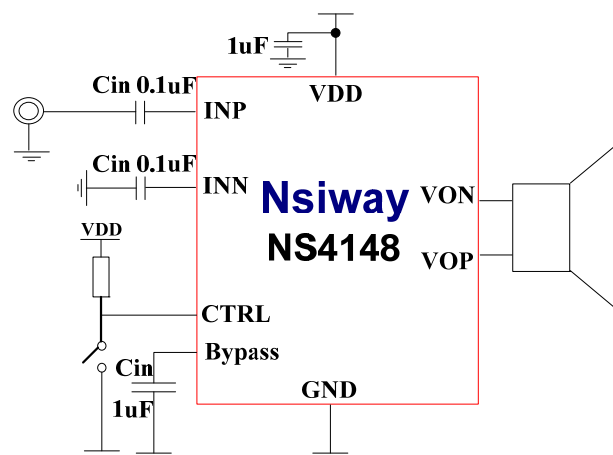 1uF
VDD
Cin 0.1uF
INP
Cin 0.1uF
INN
Nsiway
NS4148
VON
VOP
VDD
CTRL
Bypass
Cin
1uF
GND